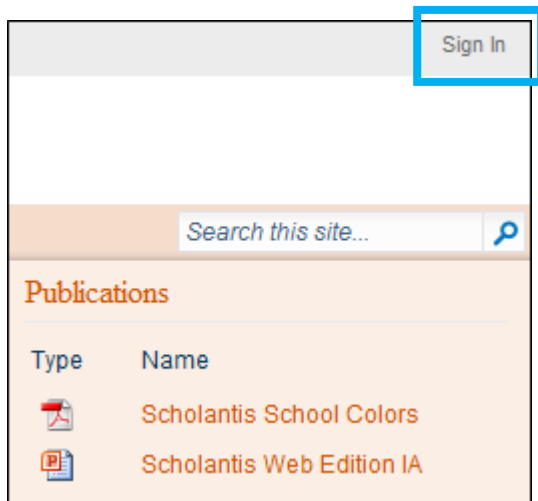 Sign In
Search this site...
Publications
Type Name
Scholantis School Colors
Scholantis Web Edition IA